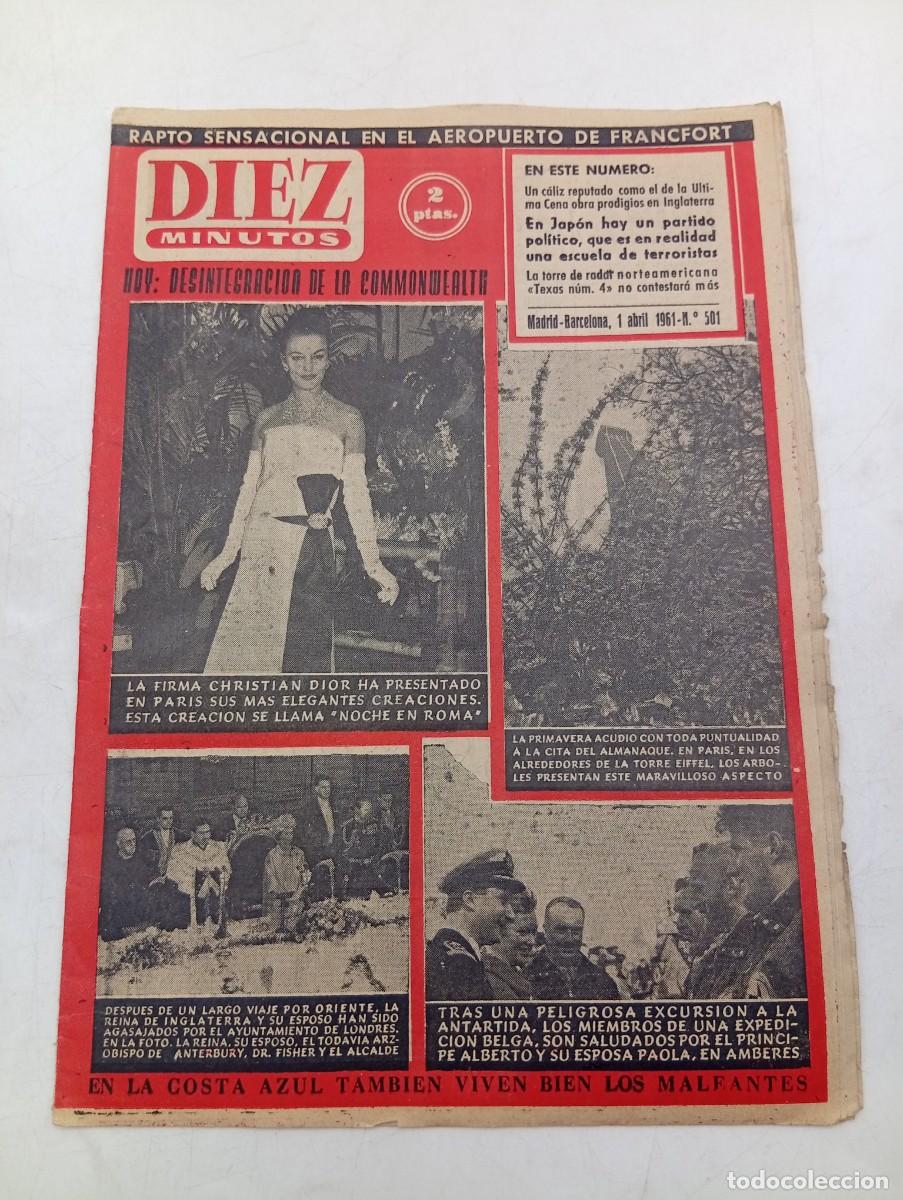 RAPTO SENSACIONAL EN EL AEROPUERTO DE FRANCFORT
DIEZ
MINUTOS
2
ptas.
EN ESTE NUMERO:
Un cáliz reputado como el de la Ulti-
ma Cena obra prodigios en Inglaterra
En Japón hay un partido
político, que es en realidad
una escuela de terroristas
La torre de radar norteamericana
«Texas núm. 4» no contestará más
Madrid-Barcelona, 1 abril 1961-N.º 501
HOY: DESINTEGRACION DE LA COMMONWEALTH
LA FIRMA CHRISTIAN DIOR HA PRESENTADO
EN PARIS SUS MAS ELEGANTES CREACIONES.
ESTA CREACION SE LLAMA "NOCHE EN ROMA"
LA PRIMAVERA ACUDIO CON TODA PUNTUALIDAD
A LA CITA DEL ALMANAQUE. EN PARIS, EN LOS
ALREDEDORES DE LA TORRE EIFFEL, LOS ARBO-
LES PRESENTAN ESTE MARAVILLOSO ASPECTO
DESPUES DE UN LARGO VIAJE POR ORIENTE, LA
REINA DE INGLATERRA Y SU ESPOSO HAN SIDO
AGASAJADOS POR EL AYUNTAMIENTO DE LONDRES.
EN LA FOTO, LA REINA, SU ESPOSO, EL TODAVIA ARZ-
OBISPO DE ANTERBURY, DR. FISHER Y EL ALCALDE
TRAS UNA PELIGROSA EXCURSION A LA
ANTARTIDA, LOS MIEMBROS DE UNA EXPEDI-
CION BELGA, SON SALUDADOS POR EL PRINCI-
PE ALBERTO Y SU ESPOSA PAOLA, EN AMBERES
EN LA COSTA AZUL TAMBIEN VIVEN BIEN LOS MALEANTES
todocoleccion